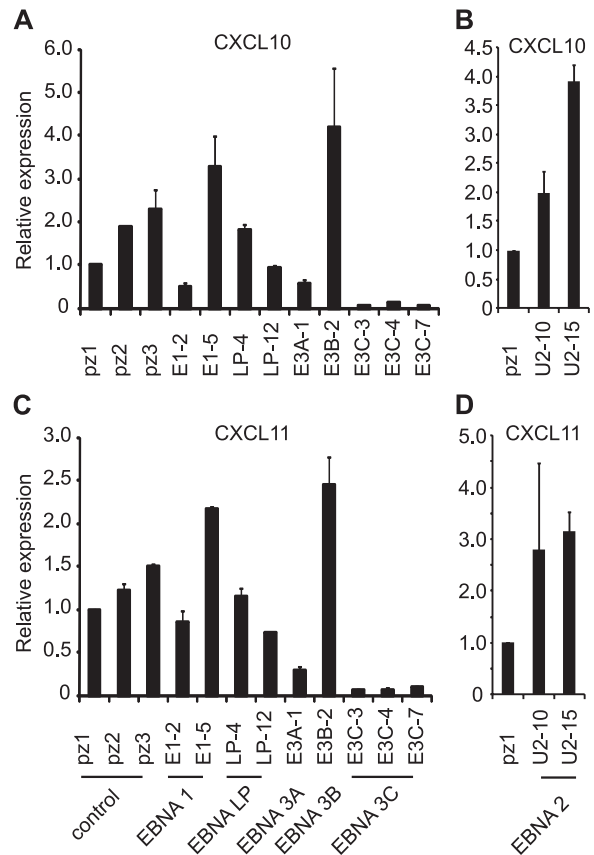 A
CXCL10
Relative expression
6.0
5.0
4.0
3.0
2.0
1.0
0
pz1 pz2 pz3 E1-2 E1-5 LP-4 LP-12 E3A-1 E3B-2 E3C-3 E3C-4 E3C-7
B
CXCL10
4.5
4.0
3.5
3.0
2.5
2.0
1.5
1.0
0.5
0
pz1 U2-10 U2-15
C
CXCL11
Relative expression
3.0
2.5
2.0
1.5
1.0
0.5
0
pz1 pz2 pz3 E1-2 E1-5 LP-4 LP-12 E3A-1 E3B-2 E3C-3 E3C-4 E3C-7
control EBNA 1 EBNA LP EBNA 3A EBNA 3B EBNA 3C
D
CXCL11
5.0
4.0
3.0
2.0
1.0
0
pz1 U2-10 U2-15
EBNA 2